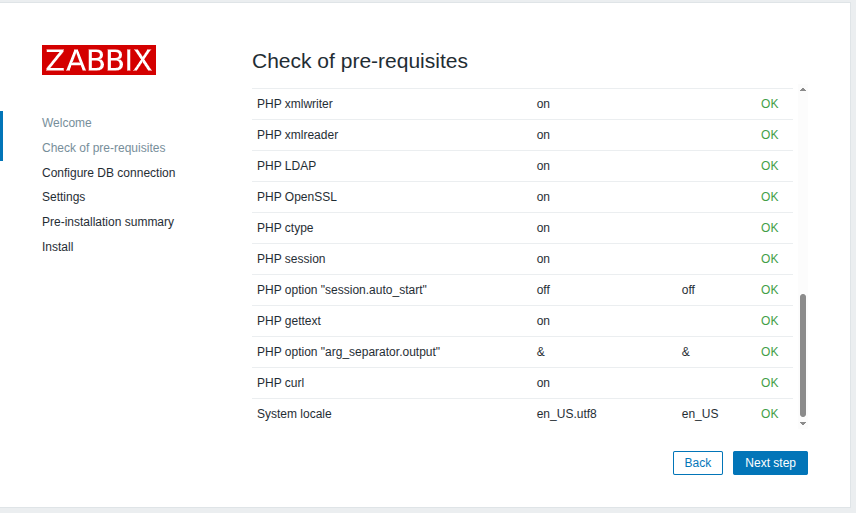 ZABBIX
Check of pre-requisites
Welcome
Check of pre-requisites
Configure DB connection
Settings
Pre-installation summary
Install
PHP xmlwriter on OK
PHP xmlreader on OK
PHP LDAP on OK
PHP OpenSSL on OK
PHP ctype on OK
PHP session on OK
PHP option "session.auto_start" off off OK
PHP gettext on OK
PHP option "arg_separator.output" & & OK
PHP curl on OK
System locale en_US.utf8 en_US OK
Back Next step